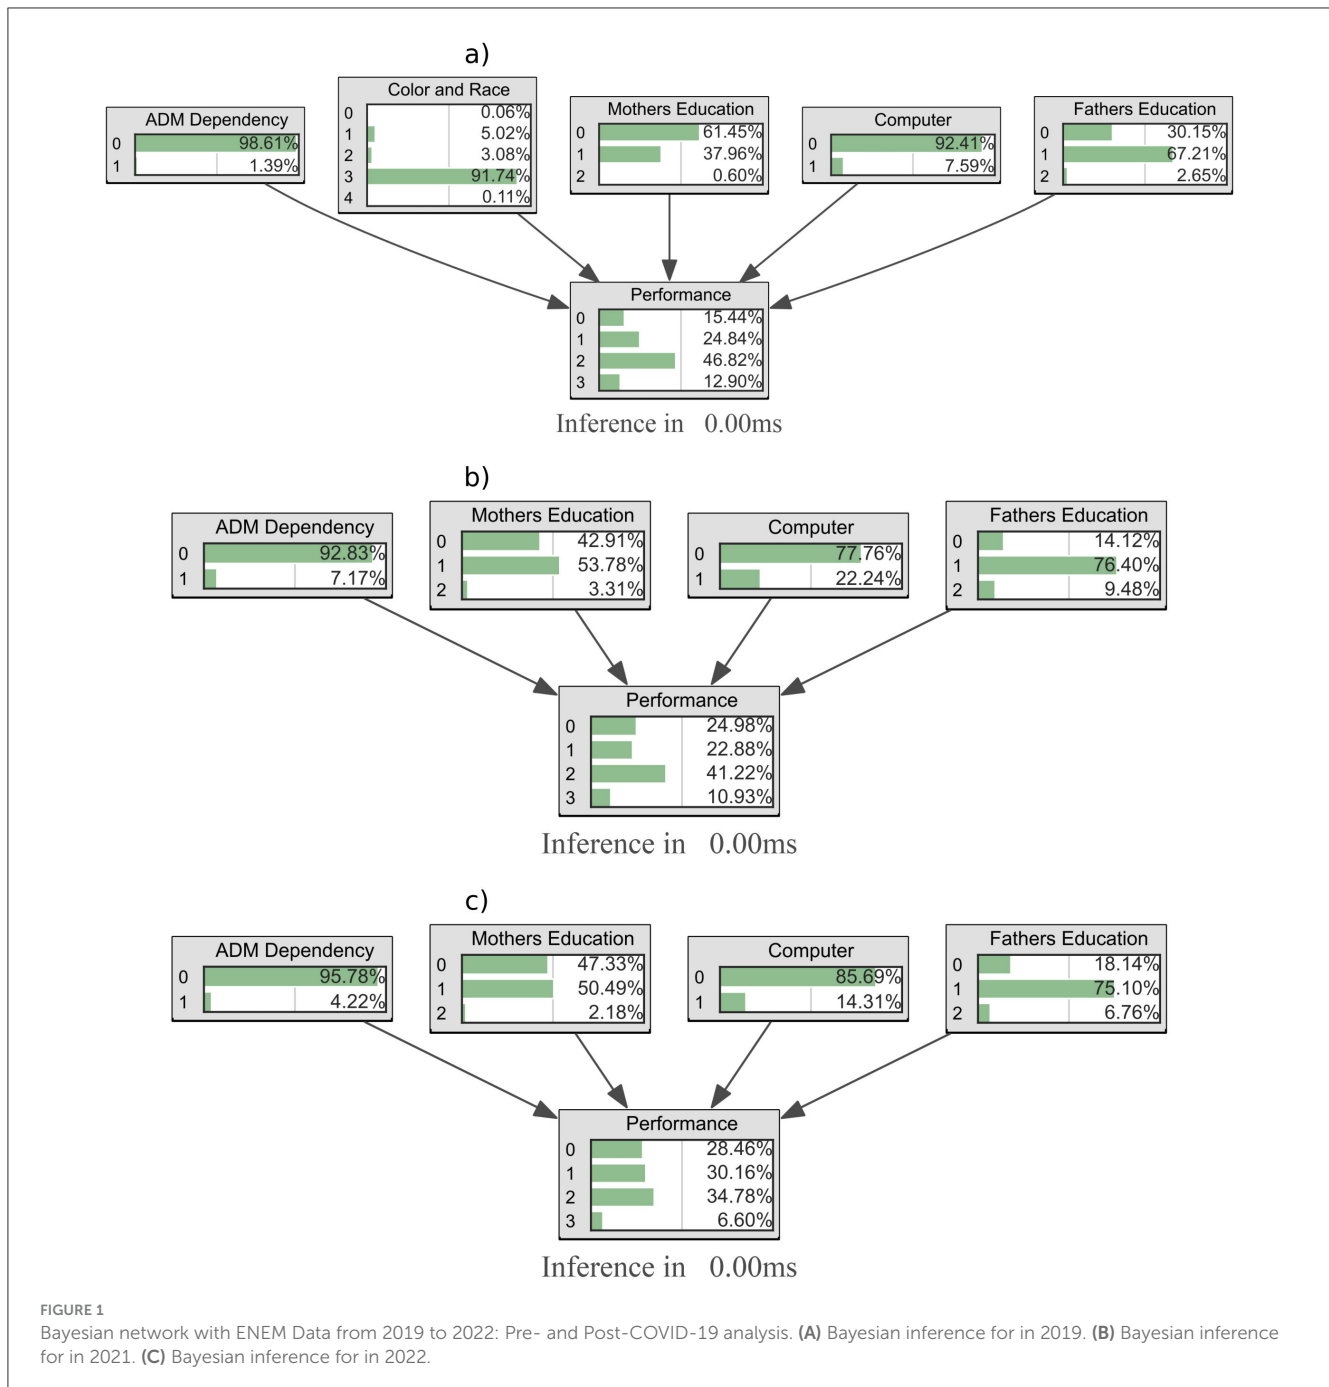 a)
ADM Dependency
0 98.61%
1 1.39%
Color and Race
0 0.06%
1 5.02%
2 3.08%
3 91.74%
4 0.11%
Mothers Education
0 61.45%
1 37.96%
2 0.60%
Computer
0 92.41%
1 7.59%
Fathers Education
0 30.15%
1 67.21%
2 2.65%
Performance
0 15.44%
1 24.84%
2 46.82%
3 12.90%
Inference in 0.00ms
b)
ADM Dependency
0 92.83%
1 7.17%
Mothers Education
0 42.91%
1 53.78%
2 3.31%
Computer
0 77.76%
1 22.24%
Fathers Education
0 14.12%
1 76.40%
2 9.48%
Performance
0 24.98%
1 22.88%
2 41.22%
3 10.93%
Inference in 0.00ms
c)
ADM Dependency
0 95.78%
1 4.22%
Mothers Education
0 47.33%
1 50.49%
2 2.18%
Computer
0 85.69%
1 14.31%
Fathers Education
0 18.14%
1 75.10%
2 6.76%
Performance
0 28.46%
1 30.16%
2 34.78%
3 6.60%
Inference in 0.00ms
FIGURE 1
Bayesian network with ENEM Data from 2019 to 2022: Pre- and Post-COVID-19 analysis. (A) Bayesian inference for in 2019. (B) Bayesian inference
for in 2021. (C) Bayesian inference for in 2022.